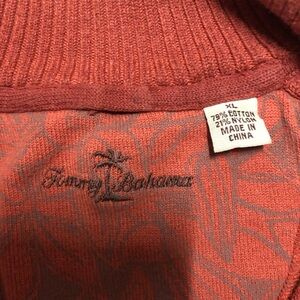 XL
79% COTTON
21% NYLON
MADE IN
CHINA
Tommy Bahama